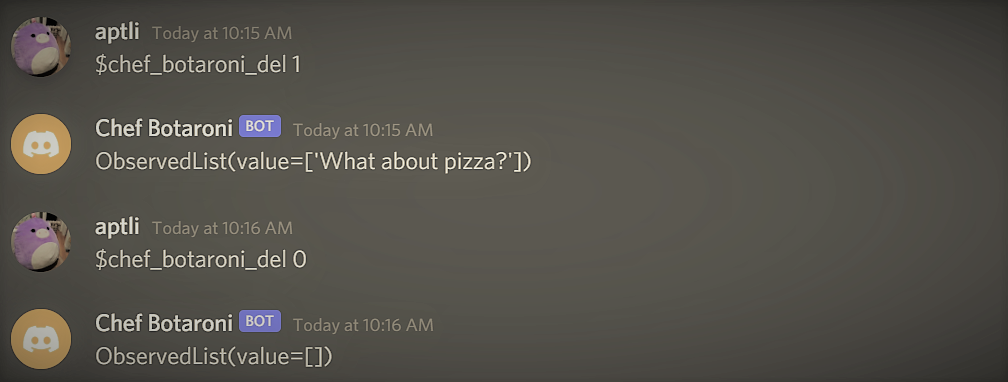 aptli Today at 10:15 AM
$chef_botaroni_del 1
Chef Botaroni BOT Today at 10:15 AM
ObservedList(value=['What about pizza?'])
aptli Today at 10:16 AM
$chef_botaroni_del 0
Chef Botaroni BOT Today at 10:16 AM
ObservedList(value=[])